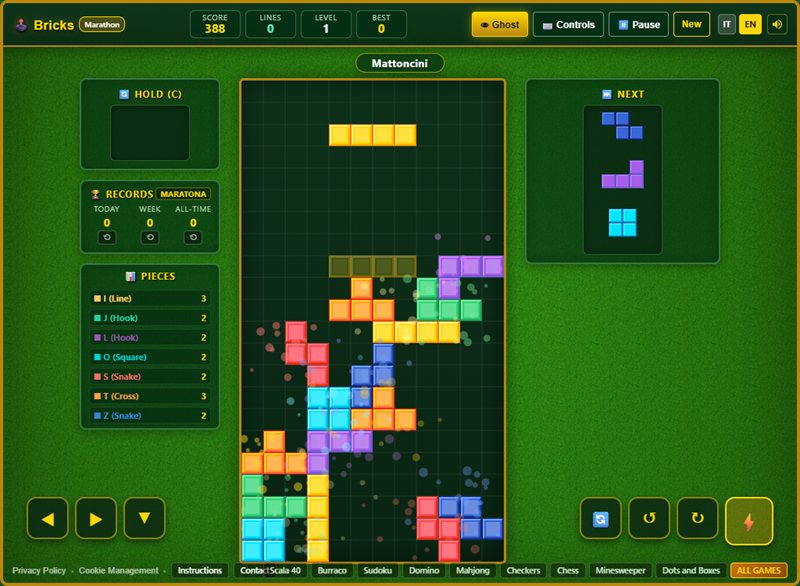 Bricks Marathon
SCORE 388
LINES 0
LEVEL 1
BEST 0
Ghost
Controls
Pause
New
IT
EN
Mattoncini
HOLD (C)
RECORDS MARATONA
TODAY WEEK ALL-TIME
0 0 0
PIECES
I (Line) 3
J (Hook) 2
L (Hook) 2
O (Square) 2
S (Snake) 2
T (Cross) 3
Z (Snake) 2
NEXT
Privacy Policy • Cookie Management • Instructions Contact Scala 40 Burraco Sudoku Domino Mahjong Checkers Chess Minesweeper Dots and Boxes ALL GAMES